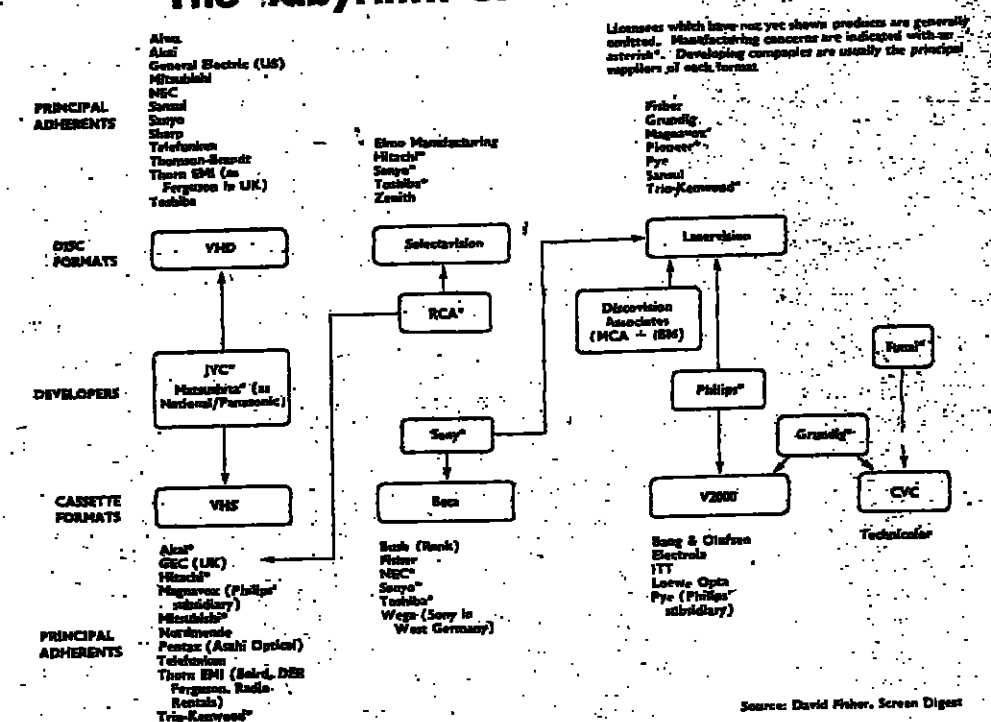 The Labyrinth
Licensees which have not yet shown products are generally
omitted. Manufacturing concerns are indicated with an
asterisk*. Developing companies are usually the principal
suppliers of each format
PRINCIPAL
ADHERENTS
Aiwa
Akai
General Electric (US)
Mitsubishi
NEC
Sansui
Sanyo
Sharp
Telefunken
Thomson-Brandt
Thorn EMI (as
Ferguson in UK)
Toshiba
Elmo Manufacturing
Hitachi*
Sanyo*
Toshiba*
Zenith
Fisher
Grundig
Magnavox*
Pioneer*
Pye
Sansui
Trio-Kenwood*
DISC
FORMATS
VHD
Selectavision
Laservision
RCA*
Discovision
Associates
(MCA + IBM)
DEVELOPERS
JVC*
Matsushita* (as
National/Panasonic)
Philips*
Funai*
Sony*
Grundig*
CASSETTE
FORMATS
VHS
Beta
V2000
CVC
PRINCIPAL
ADHERENTS
Akai*
GEC (UK)
Hitachi*
Magnavox (Philips'
subsidiary)
Mitsubishi*
Nordmende
Pentax (Asahi Optical)
Telefunken
Thorn EMI (Baird, DER
Ferguson, Radio
Rentals)
Trio-Kenwood*
Bush (Rank)
Fisher
NEC*
Sanyo*
Toshiba*
Wega (Sony in
West Germany)
Bang & Olufsen
Electrola
ITT
Loewe Opta
Pye (Philips'
subsidiary)
Technicolor
Source: David Fisher, Screen Digest